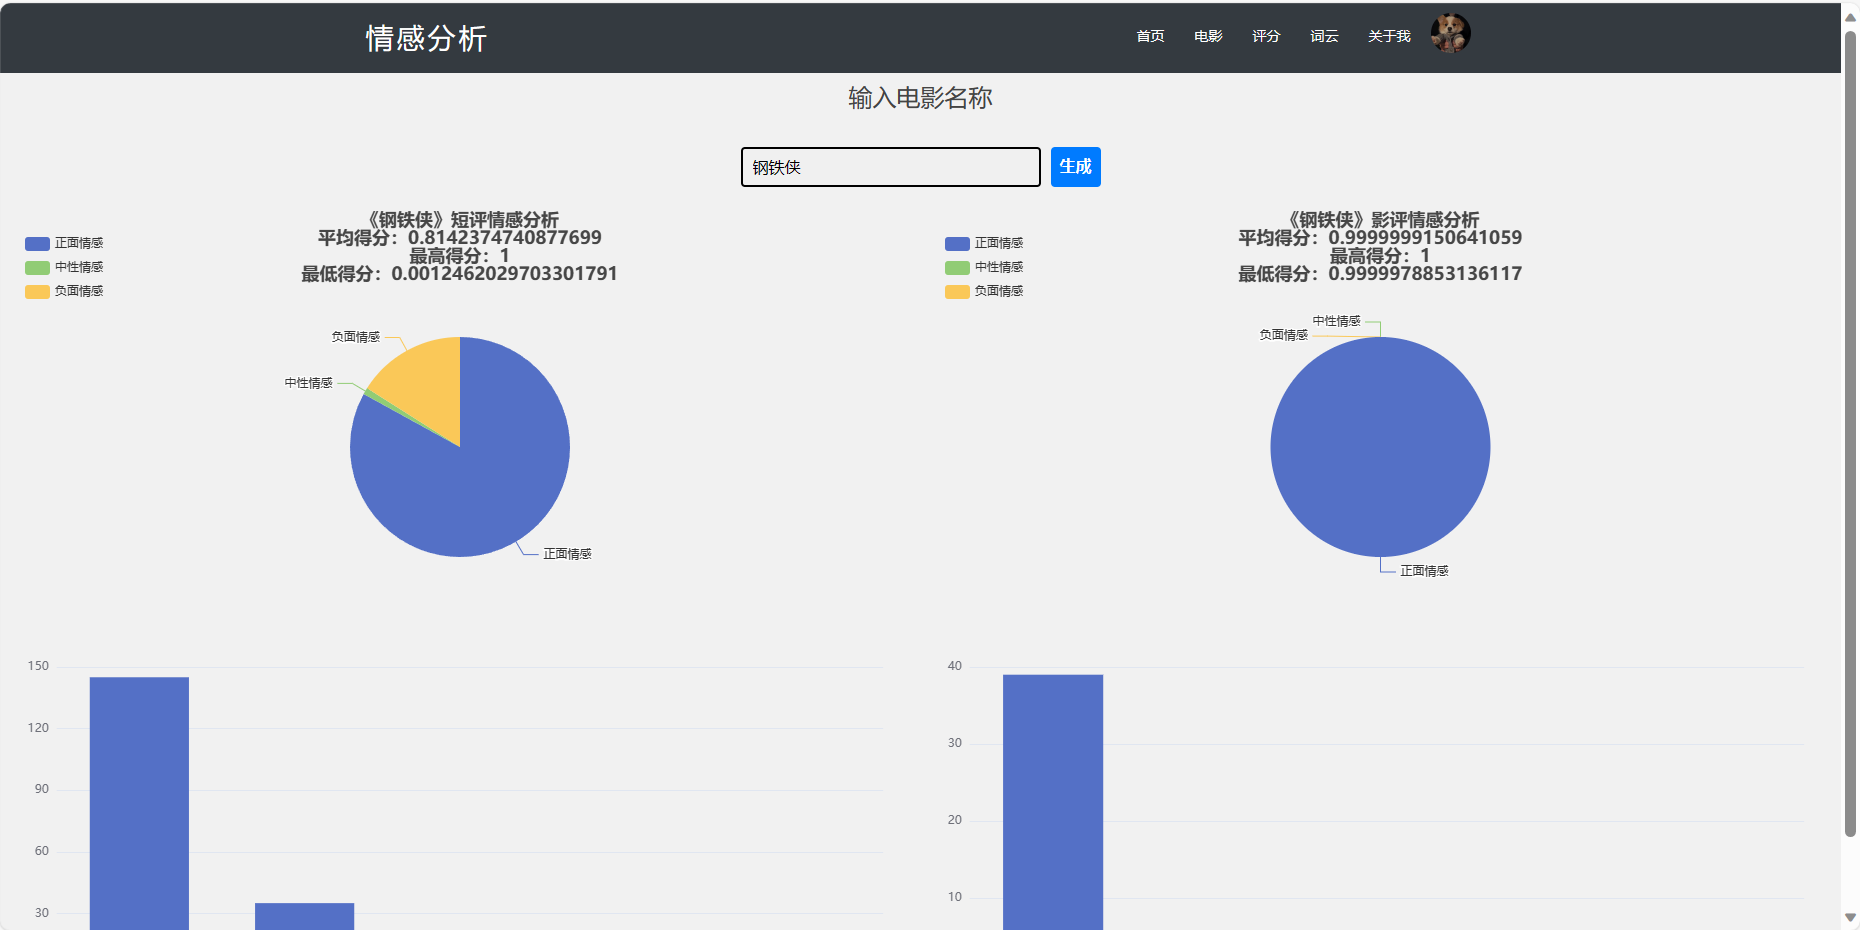 情感分析
首页 电影 评分 词云 关于我
输入电影名称
钢铁侠
生成
《钢铁侠》短评情感分析
平均得分：0.8142374740877699
最高得分：1
最低得分：0.0012462029703301791
正面情感
中性情感
负面情感
负面情感
中性情感
正面情感
《钢铁侠》影评情感分析
平均得分：0.9999999150641059
最高得分：1
最低得分：0.9999978853136117
正面情感
中性情感
负面情感
中性情感
负面情感
正面情感
150
120
90
60
30
40
30
20
10